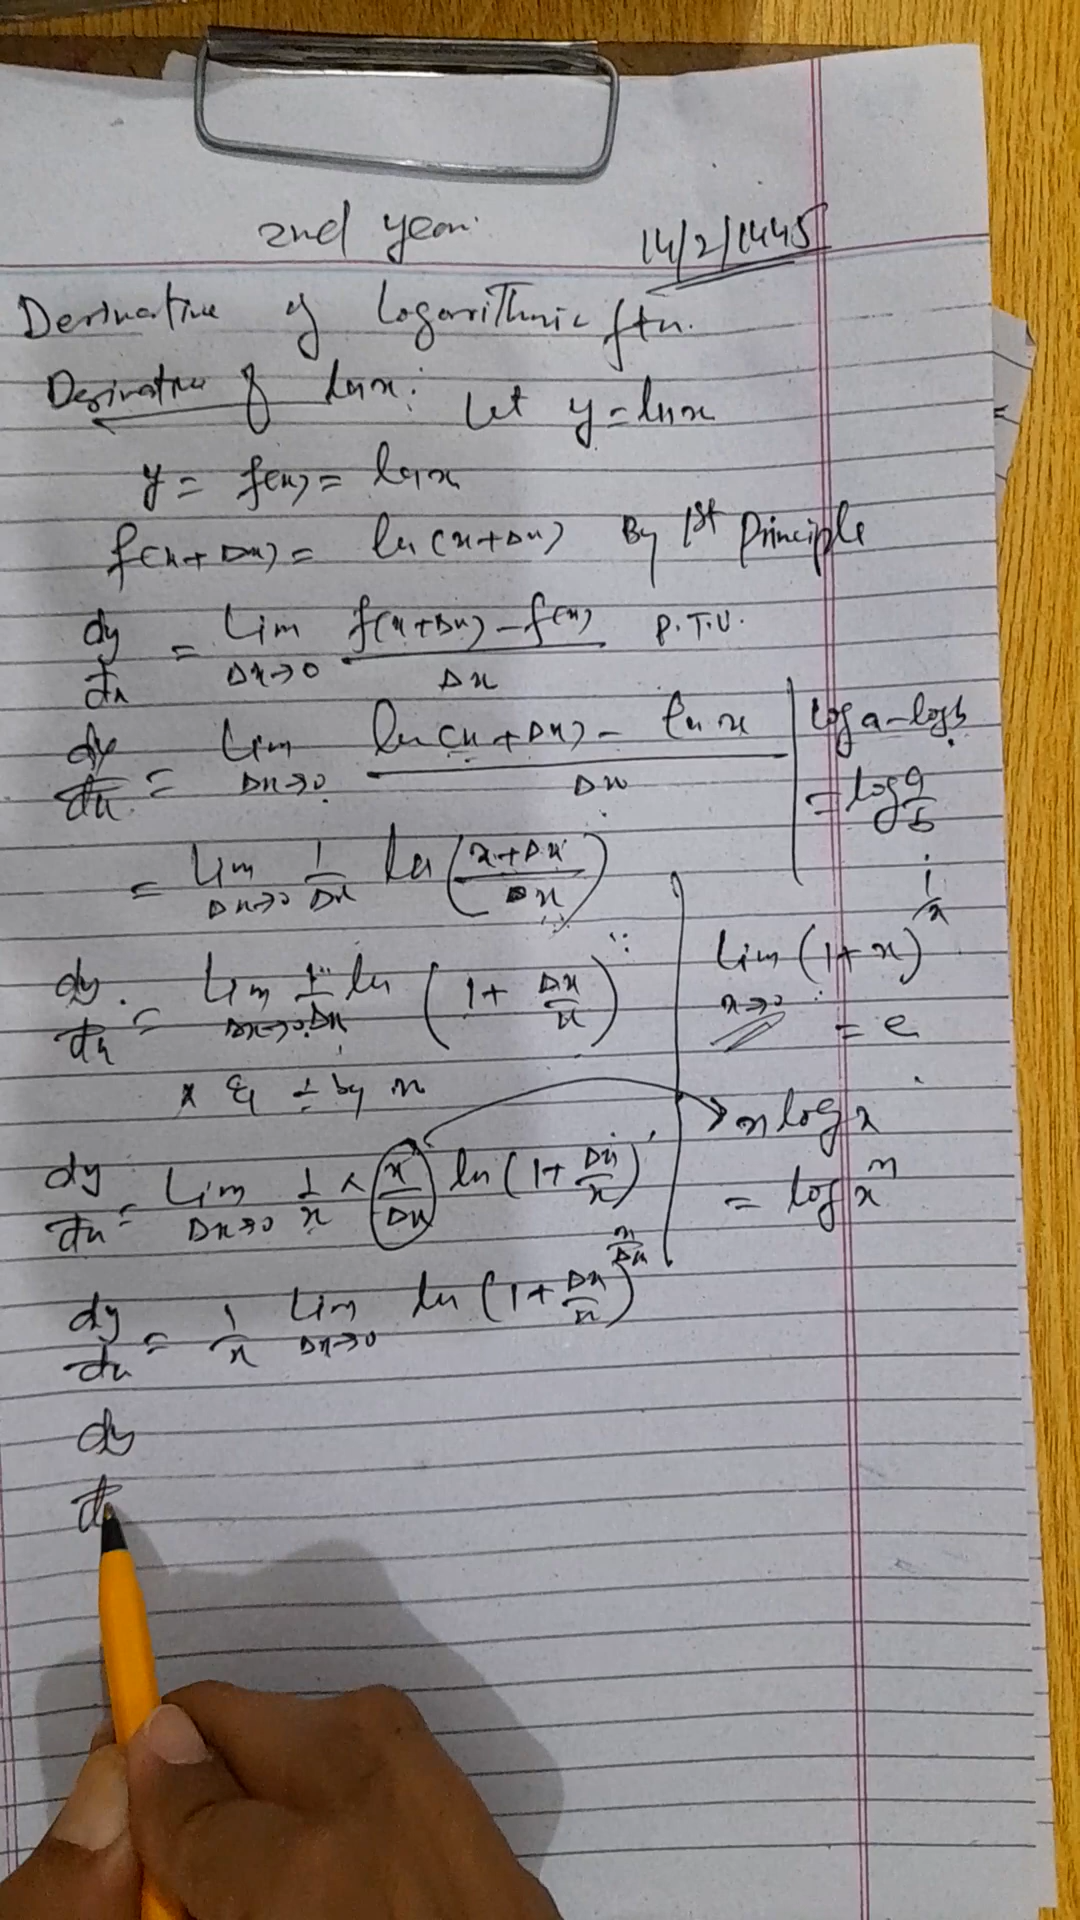 2nd year
14/2/1445
Derivative of Logarithmic ftn.
Derivative of lnx: Let y=lnx
y = f(x) = lnx
f(x+Δx) = ln(x+Δx) By 1st Principle
dy/dx = Lim Δx→0 f(x+Δx)-f(x)/Δx P.T.V.
dy/dx = Lim Δx→0 ln(x+Δx) - lnx/Δx
log a - log b
= log a/b
= Lim Δx→0 1/Δx ln(x+Δx/Δx)
dy/dx = Lim Δx→0 1/Δx ln(1+Δx/x) ∵
Lim x→0 (1+x)^1/x
= e
x & ÷ by x
dy/dx = Lim Δx→0 1/x × x/Δx ln(1+Δx/x)
n log x
= log x^n
dy/dx = 1/x Lim Δx→0 ln(1+Δx/x)^x/Δx
dy
d